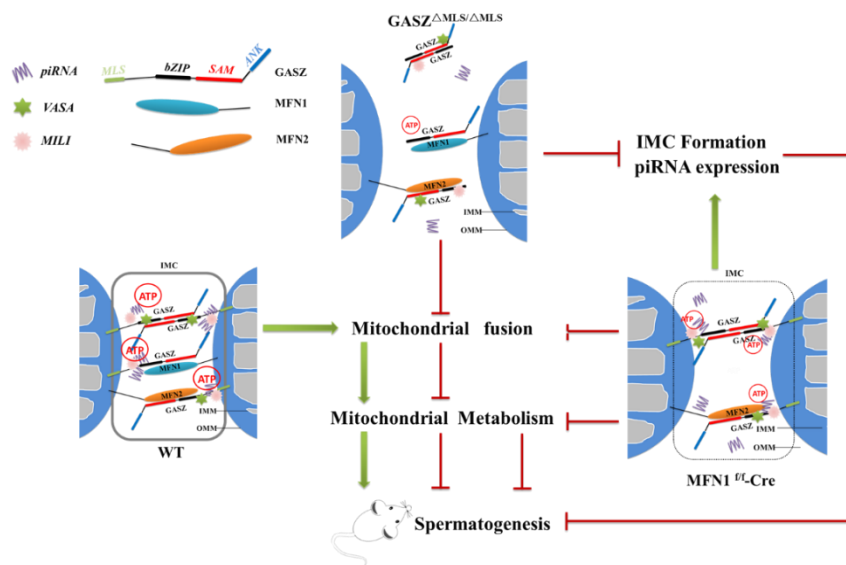 GASZ△MLS/△MLS
MLS
bZIP
SAM
ANK
piRNA
GASZ
VASA
MFN1
MILI
MFN2
GASZ
GASZ
ATP
GASZ
MFN1
MFN2
GASZ
IMM
OMM
IMC Formation
piRNA expression
IMC
ATP
GASZ
GASZ
ATP
GASZ
MFN1
ATP
MFN2
GASZ
IMM
OMM
WT
Mitochondrial fusion
Mitochondrial Metabolism
Spermatogenesis
IMC
GASZ
ATP
GASZ
ATP
ATP
MFN2
GASZ
IMM
OMM
MFN1 f/f-Cre